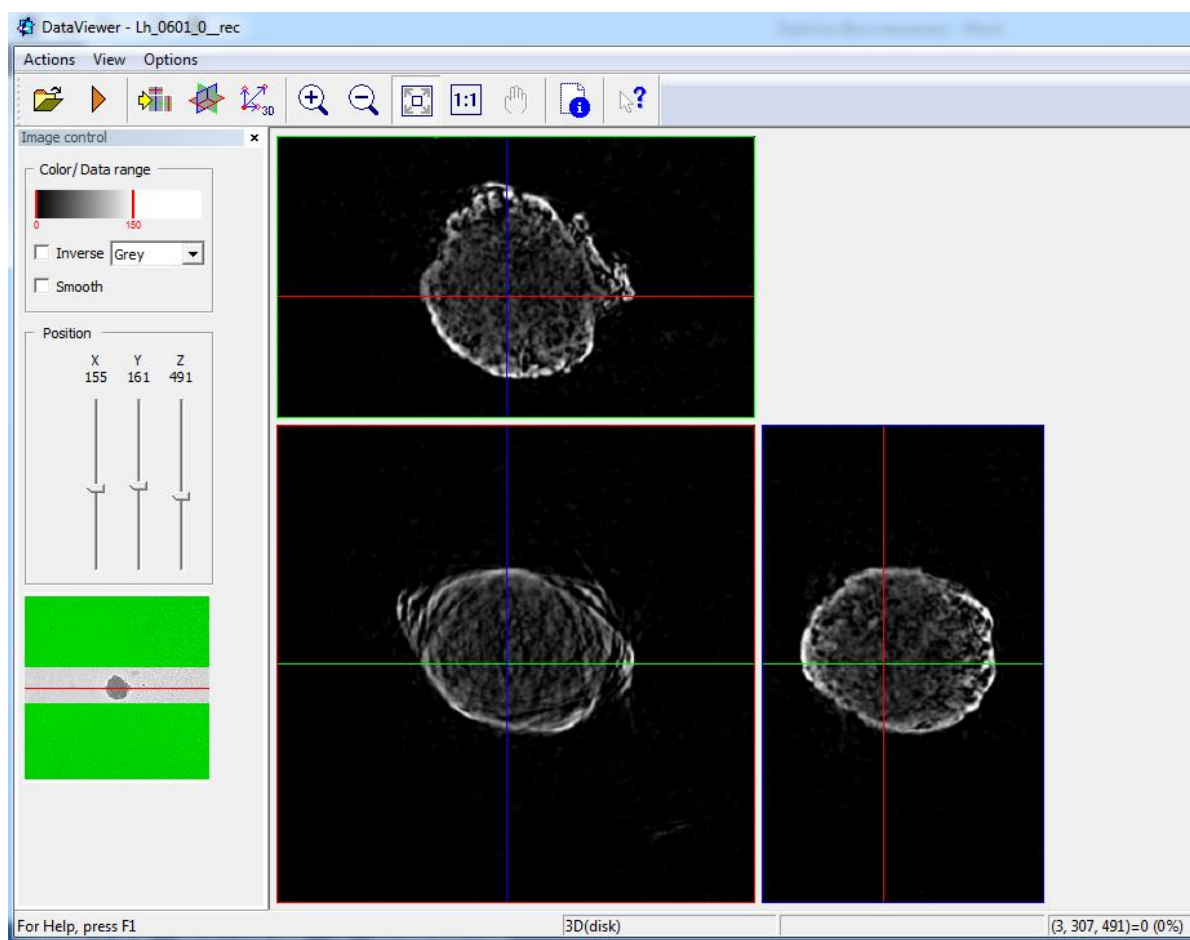 DataViewer - Lh_0601_0__rec
Actions View Options
3D
1:1
i
?
Image control x
Color/Data range
0 150
Inverse Grey
Smooth
Position
X Y Z
155 161 491
For Help, press F1 3D(disk) (3, 307, 491)=0 (0%)